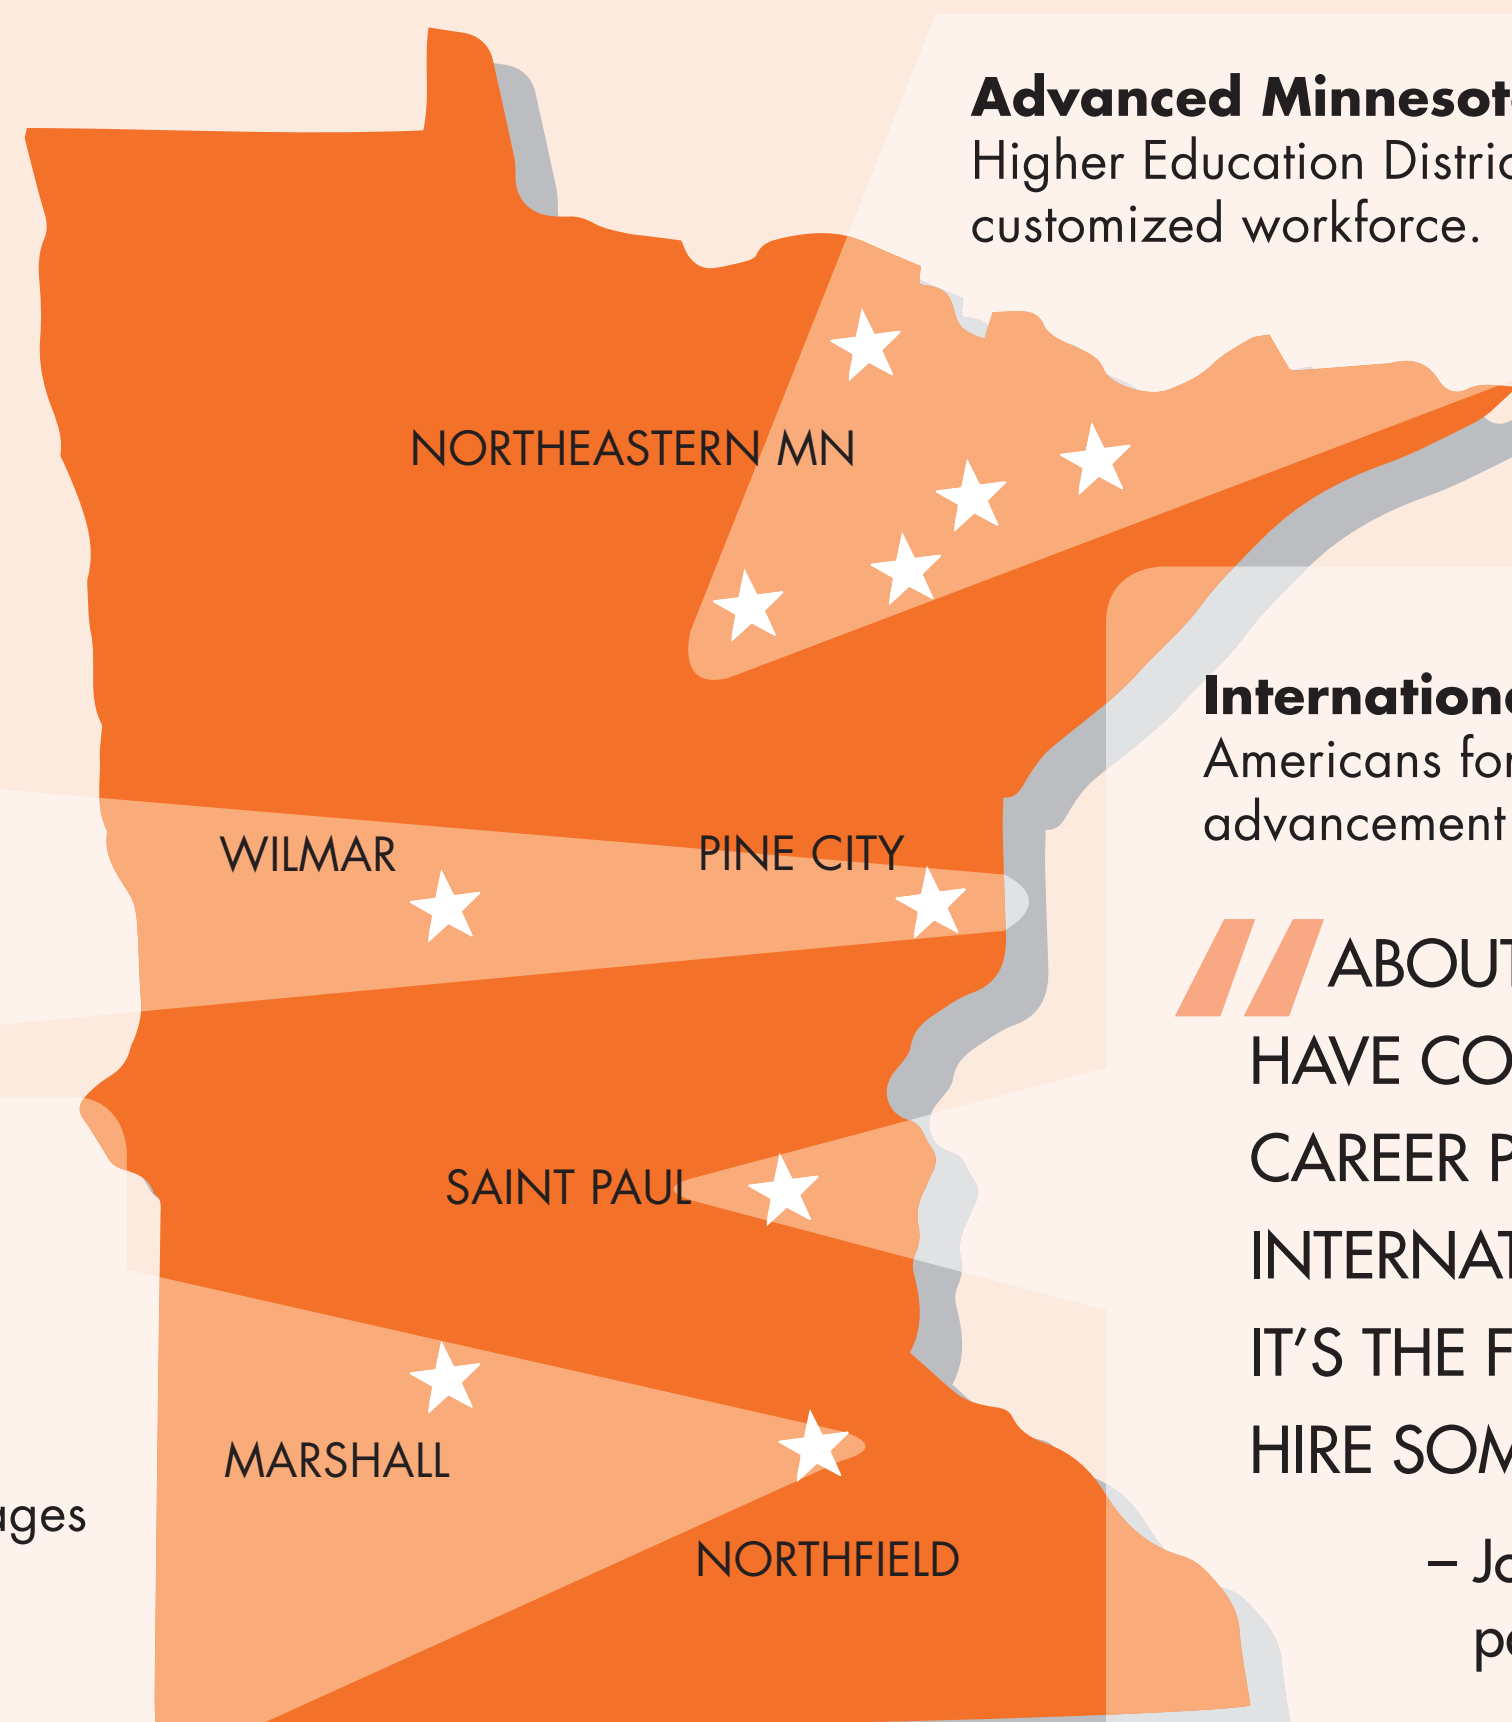 Advanced Minnesot
Higher Education Distric
customized workforce.
NORTHEASTERN MN
Internationa
Americans for
advancement
WILMAR
PINE CITY
“ ABOUT
HAVE CO
CAREER P
INTERNAT
IT’S THE F
HIRE SOM
SAINT PAUL
MARSHALL
ages
NORTHFIELD
– Jo
pe